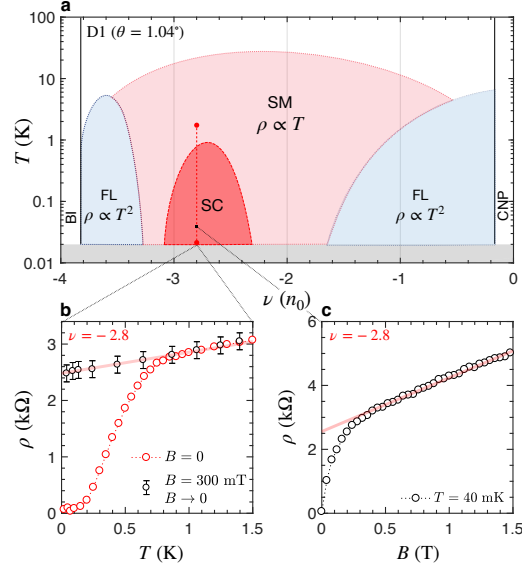 a
D1 (θ = 1.04°)
100
10
1
0.1
0.01
T (K)
SM
ρ ∝ T
FL
ρ ∝ T²
SC
FL
ρ ∝ T²
BI
CNP
-4
-3
-2
-1
0
ν (n₀)
b
ν = −2.8
3
2
1
0
ρ (kΩ)
B = 0
B = 300 mT
B → 0
0.0
0.5
1.0
1.5
T (K)
c
ν = −2.8
6
4
2
0
ρ (kΩ)
T = 40 mK
0
0.5
1
1.5
B (T)